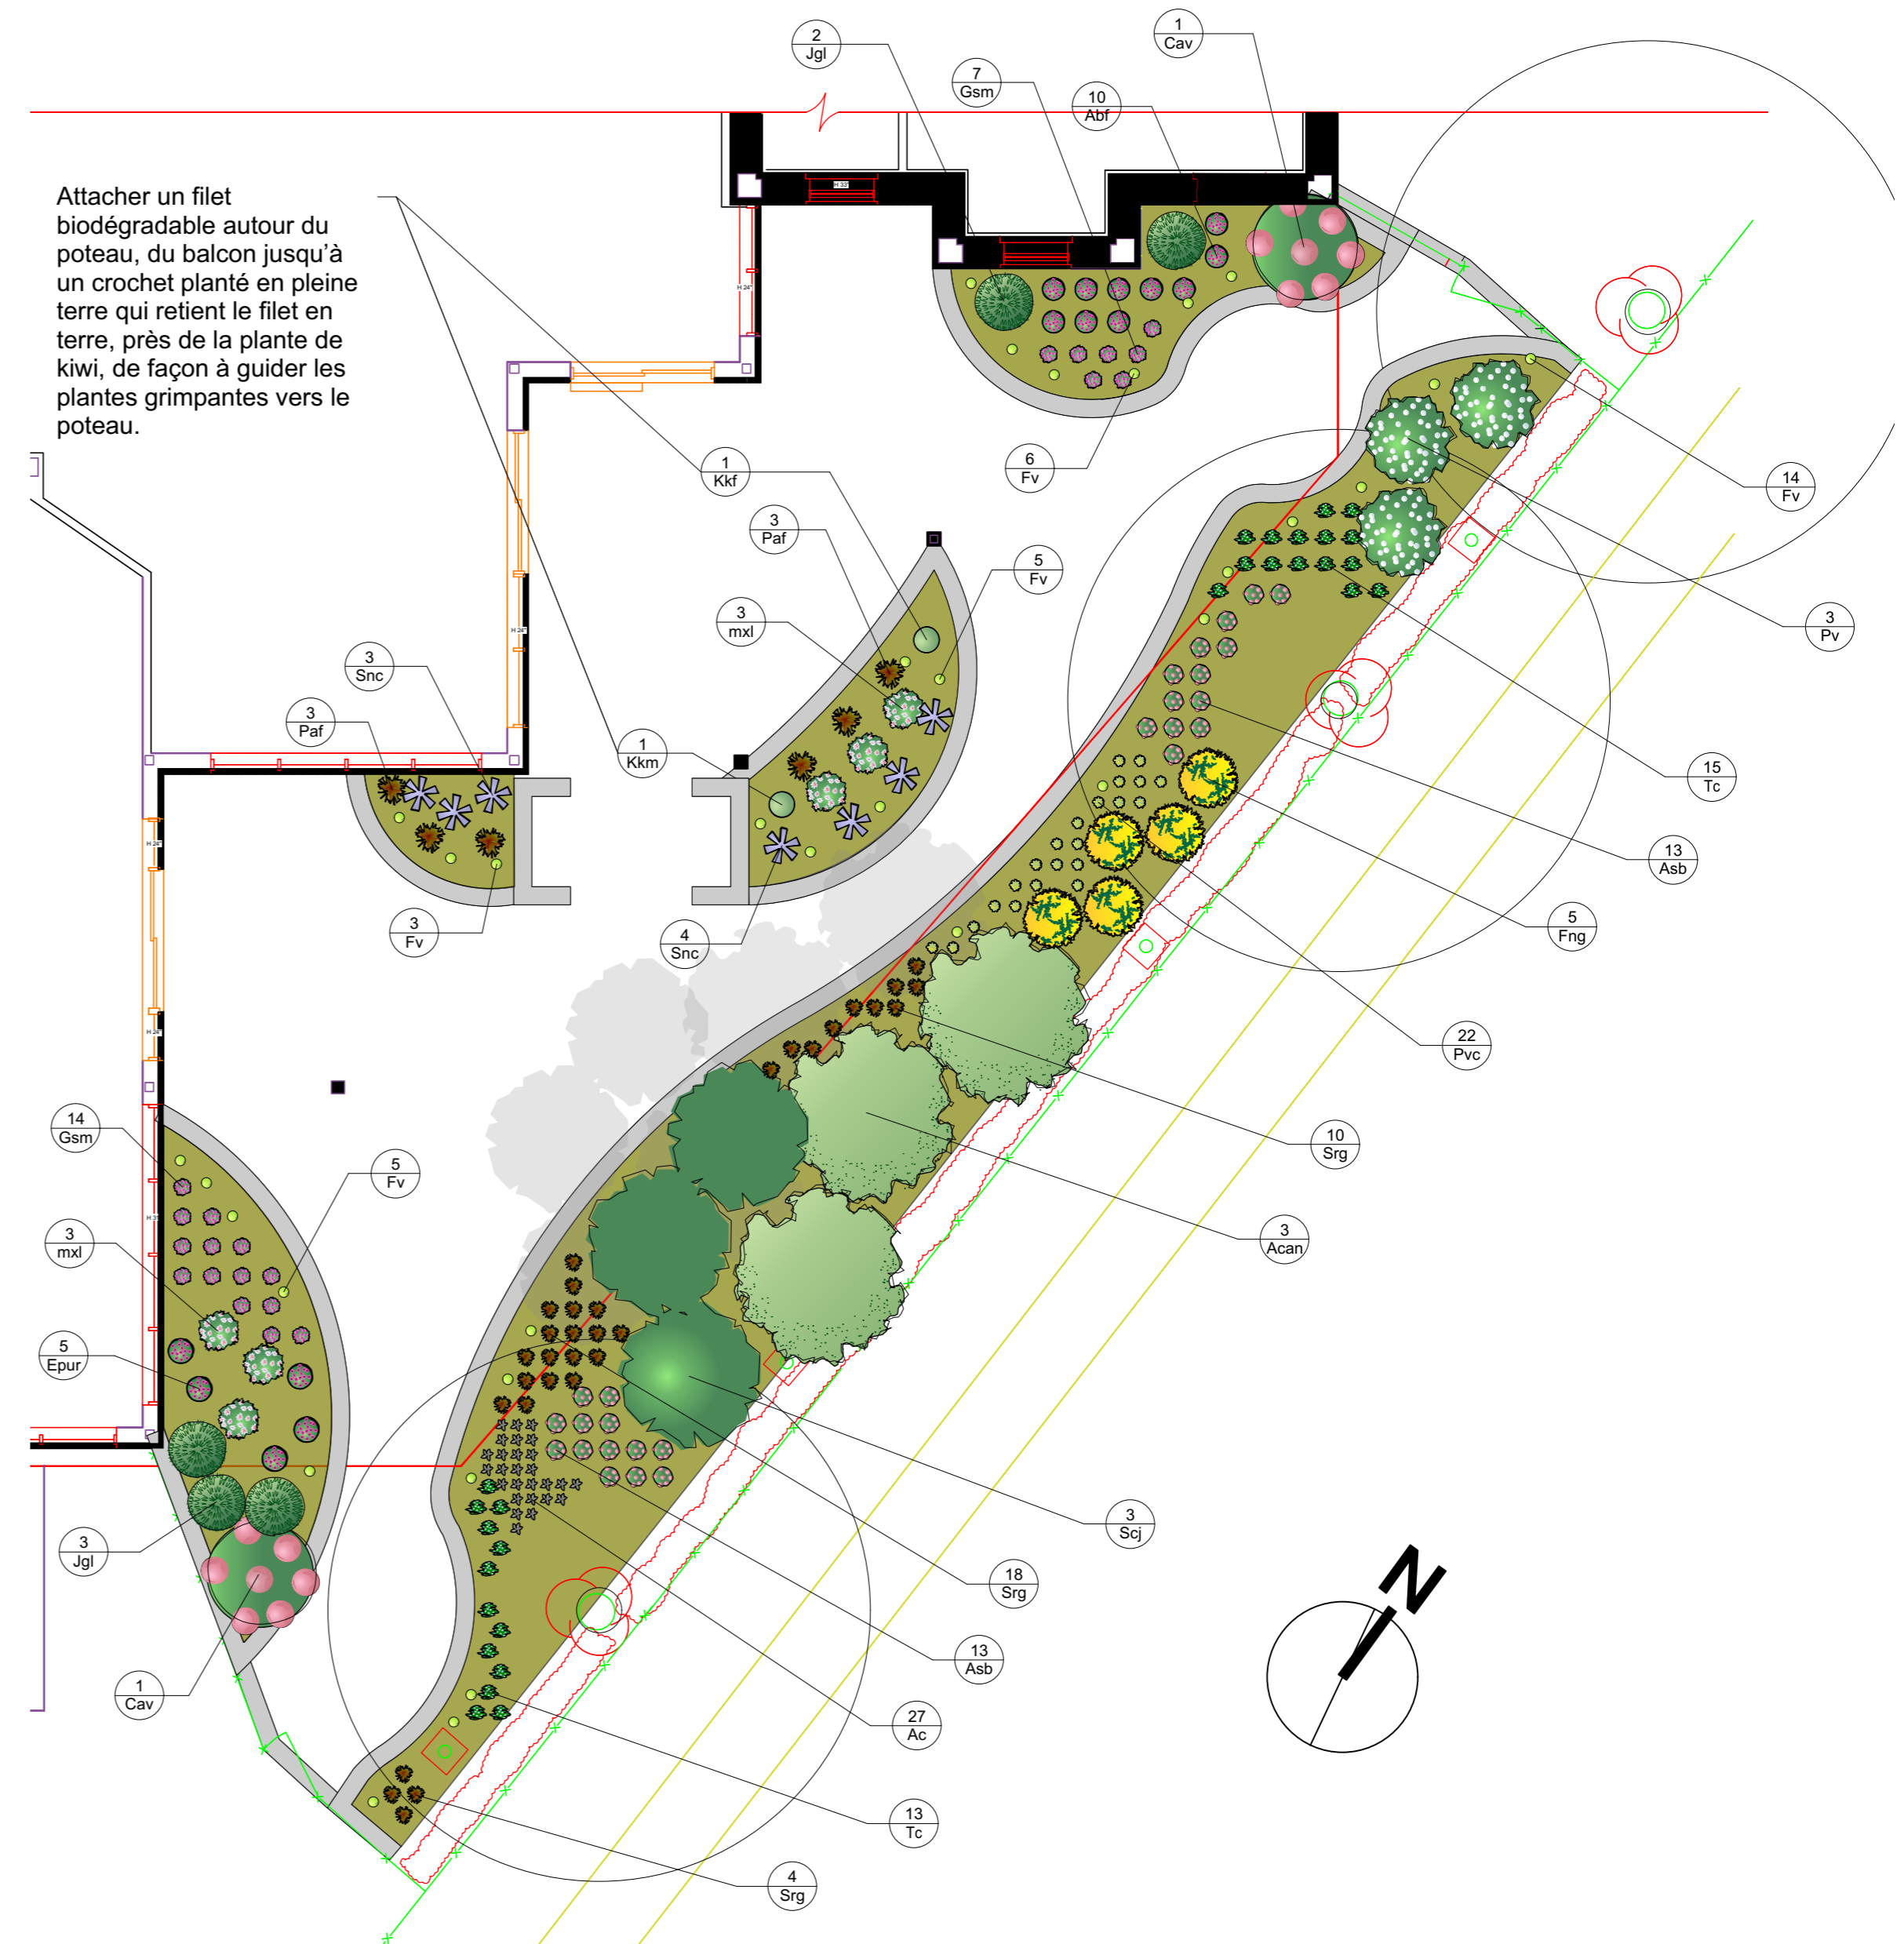 2
Jgl
1
Cav
7
Gsm
10
Abf
H 33"
Attacher un filet
biodégradable autour du
poteau, du balcon jusqu'à
un crochet planté en pleine
terre qui retient le filet en
terre, près de la plante de
kiwi, de façon à guider les
plantes grimpantes vers le
poteau.
H 24"
1
Kkf
6
Fv
14
Fv
3
Paf
5
Fv
3
mxl
3
Pv
H 24"
3
Snc
3
Paf
1
Kkm
15
Tc
H 24"
13
Asb
3
Fv
4
Snc
5
Fng
H 24"
22
Pvc
14
Gsm
10
Srg
5
Fv
3
mxl
3
Acan
5
Epur
3
Jgl
3
Scj
18
Srg
N
13
Asb
1
Cav
27
Ac
13
Tc
4
Srg